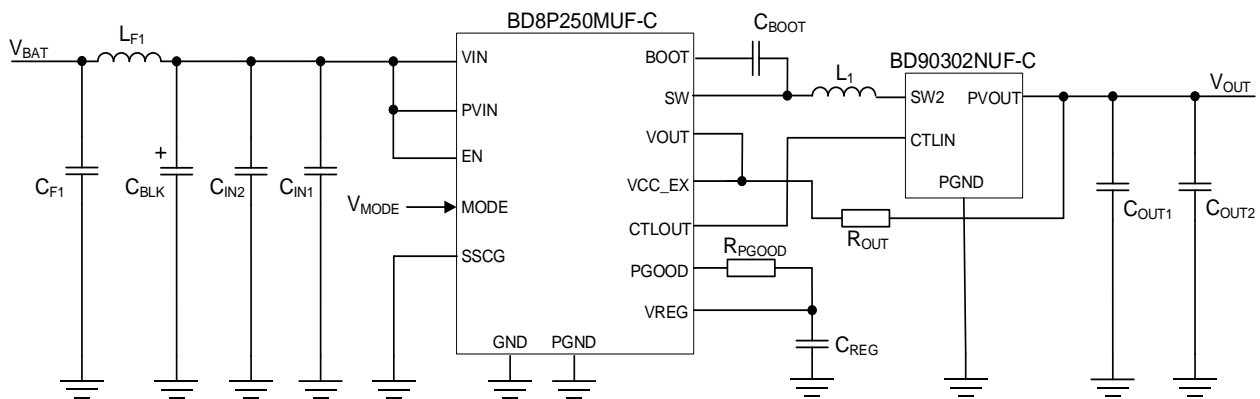 BD8P250MUF-C
CBOOT
VBAT
LF1
VIN
BOOT
BD90302NUF-C
L1
SW
SW2
PVOUT
VOUT
PVIN
VOUT
CTLIN
EN
+
CF1
CBLK
CIN2
CIN1
VCC_EX
PGND
VMODE
MODE
COUT1
COUT2
CTLOUT
ROUT
RPGOOD
SSCG
PGOOD
VREG
GND
PGND
CREG